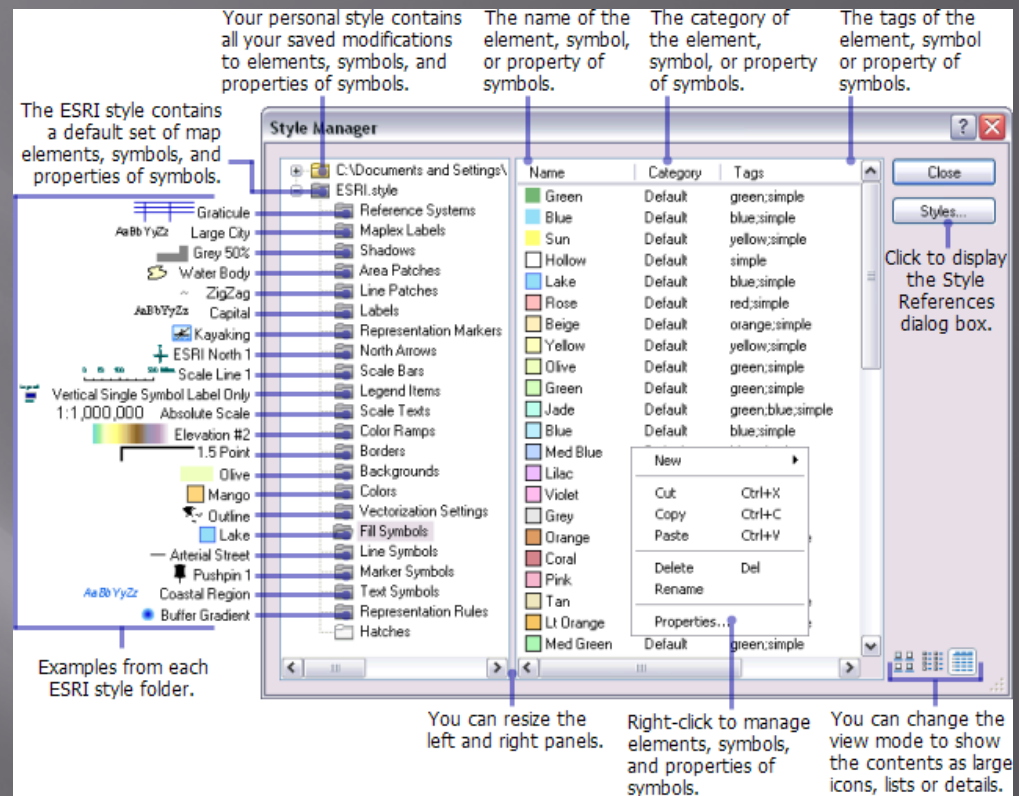 Your personal style contains
all your saved modifications
to elements, symbols, and
properties of symbols.
The name of the
element, symbol,
or property of
symbols.
The category of
the element,
symbol, or property
of symbols.
The tags of the
element, symbol
or property of
symbols.
The ESRI style contains
a default set of map
elements, symbols, and
properties of symbols.
Style Manager
C:\Documents and Settings\
ESRI.style
Graticule
Reference Systems
AaBbYyZz Large City
Maplex Labels
Grey 50%
Shadows
Water Body
Area Patches
ZigZag
Line Patches
AaBbYyZz Capital
Labels
Kayaking
Representation Markers
ESRI North 1
North Arrows
Scale Line 1
Scale Bars
Vertical Single Symbol Label Only
Legend Items
1:1,000,000 Absolute Scale
Scale Texts
Elevation #2
Color Ramps
1.5 Point
Borders
Olive
Backgrounds
Mango
Colors
Outline
Vectorization Settings
Lake
Fill Symbols
Arterial Street
Line Symbols
Pushpin 1
Marker Symbols
AaBbYyZz Coastal Region
Text Symbols
Buffer Gradient
Representation Rules
Hatches
Name Category Tags
Green Default green;simple
Blue Default blue;simple
Sun Default yellow;simple
Hollow Default simple
Lake Default blue;simple
Rose Default red;simple
Beige Default orange;simple
Yellow Default yellow;simple
Olive Default green;simple
Green Default green;simple
Jade Default green;blue;simple
Blue Default blue;simple
Med Blue
Lilac
Violet
Grey
Orange
Coral
Pink
Tan
Lt Orange
Med Green Default green;simple
New
Cut Ctrl+X
Copy Ctrl+C
Paste Ctrl+V
Delete Del
Rename
Properties...
Close
Styles...
Click to display
the Style
References
dialog box.
Examples from each
ESRI style folder.
You can resize the
left and right panels.
Right-click to manage
elements, symbols,
and properties of
symbols.
You can change the
view mode to show
the contents as large
icons, lists or details.